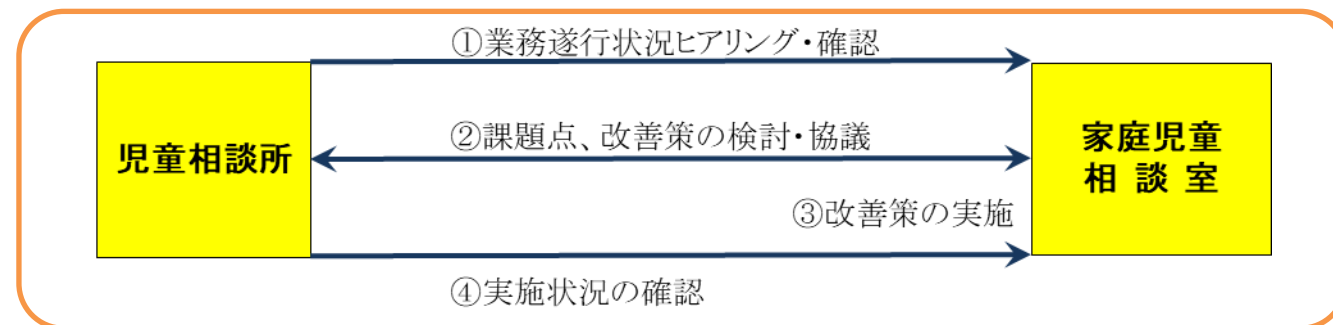 ①業務遂行状況ヒアリング・確認
児童相談所
②課題点、改善策の検討・協議
家庭児童
相 談 室
③改善策の実施
④実施状況の確認